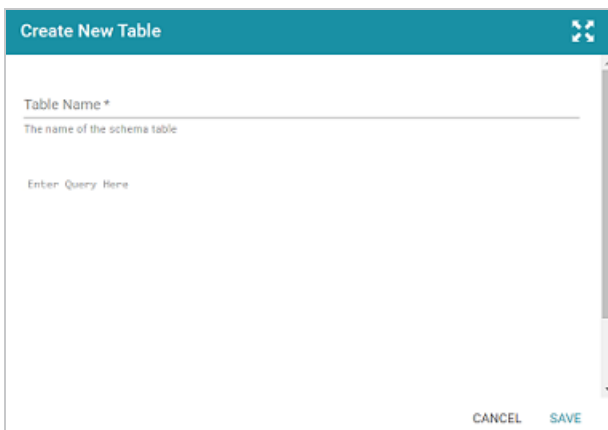 Create New Table
Table Name *
The name of the schema table
Enter Query Here
CANCEL SAVE